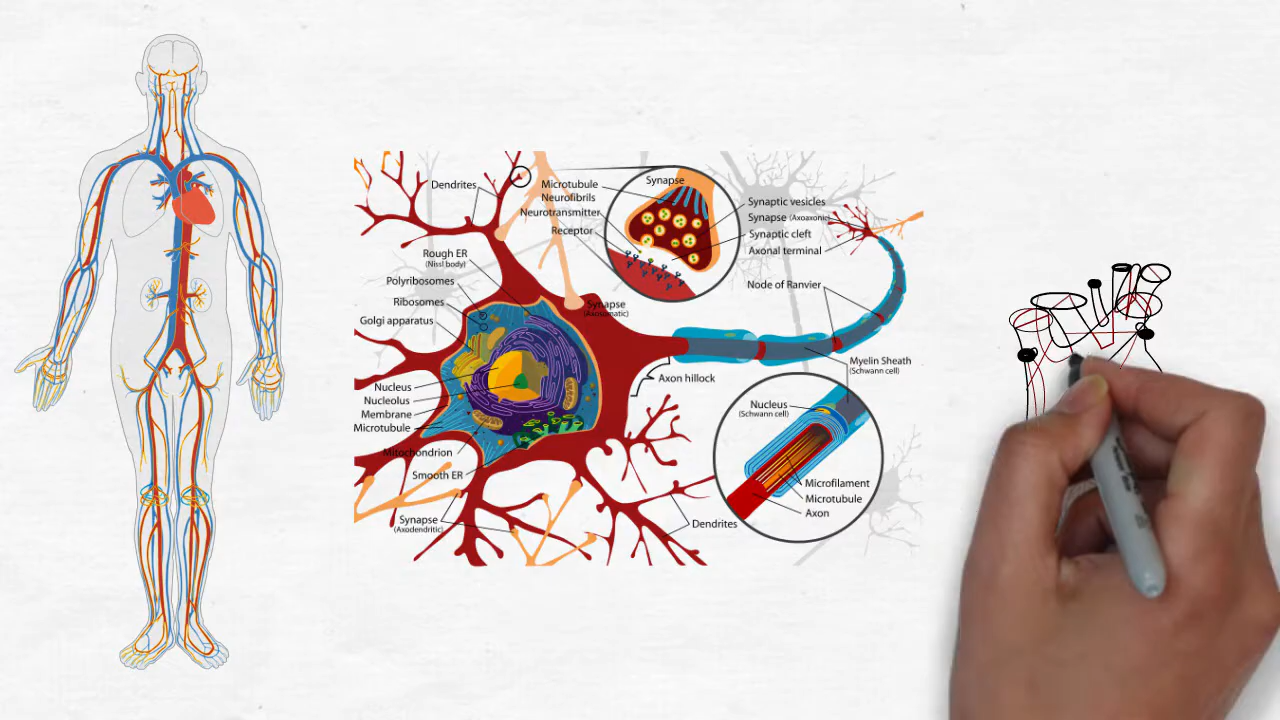 Dendrites
Microtubule
Neurofibrils
Neurotransmitter
Receptor
Synapse
Synaptic vesicles
Synapse (Axoaxonic)
Synaptic cleft
Axonal terminal
Rough ER
(Nissl body)
Polyribosomes
Ribosomes
Golgi apparatus
Synapse
(Axosomatic)
Node of Ranvier
Myelin Sheath
(Schwann cell)
Axon hillock
Nucleus
Nucleolus
Membrane
Microtubule
Mitochondrion
Smooth ER
Synapse
(Axodendritic)
Dendrites
Nucleus
(Schwann cell)
Microfilament
Microtubule
Axon